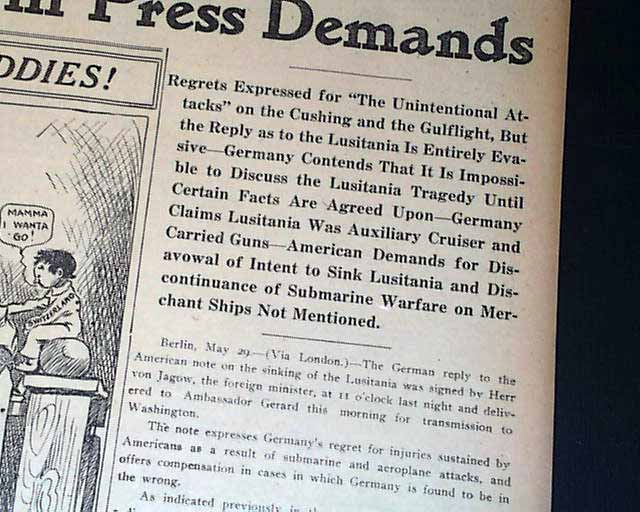 Press Demands
DDIES!
MAMMA
I WANTA
GO!
SWITZERLAND
Regrets Expressed for "The Unintentional At-
tacks" on the Cushing and the Gulflight, But
the Reply as to the Lusitania Is Entirely Eva-
sive—Germany Contends That It Is Impossi-
ble to Discuss the Lusitania Tragedy Until
Certain Facts Are Agreed Upon—Germany
Claims Lusitania Was Auxiliary Cruiser and
Carried Guns—American Demands for Dis-
avowal of Intent to Sink Lusitania and Dis-
continuance of Submarine Warfare on Mer-
chant Ships Not Mentioned.
Berlin, May 29.—(Via London.)—The German reply to the
American note on the sinking of the Lusitania was signed by Herr
von Jagow, the foreign minister, at 11 o'clock last night and deliv-
ered to Ambassador Gerard this morning for transmission to
Washington.
The note expresses Germany's regret for injuries sustained by
Americans as a result of submarine and aeroplane attacks, and
offers compensation in cases in which Germany is found to be in
the wrong.
As indicated previously in